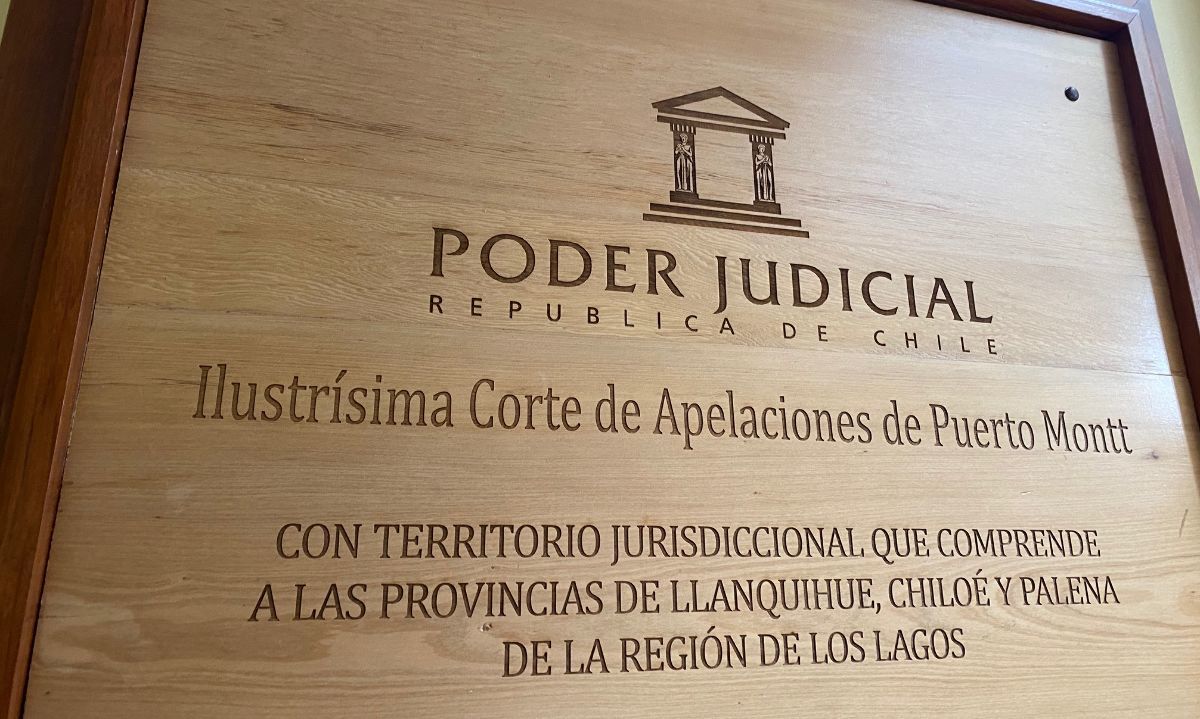 PODER JUDICIAL
REPUBLICA DE CHILE
Ilustrísima Corte de Apelaciones de Puerto Montt
CON TERRITORIO JURISDICCIONAL QUE COMPRENDE
A LAS PROVINCIAS DE LLANQUIHUE, CHILOÉ Y PALENA
DE LA REGIÓN DE LOS LAGOS